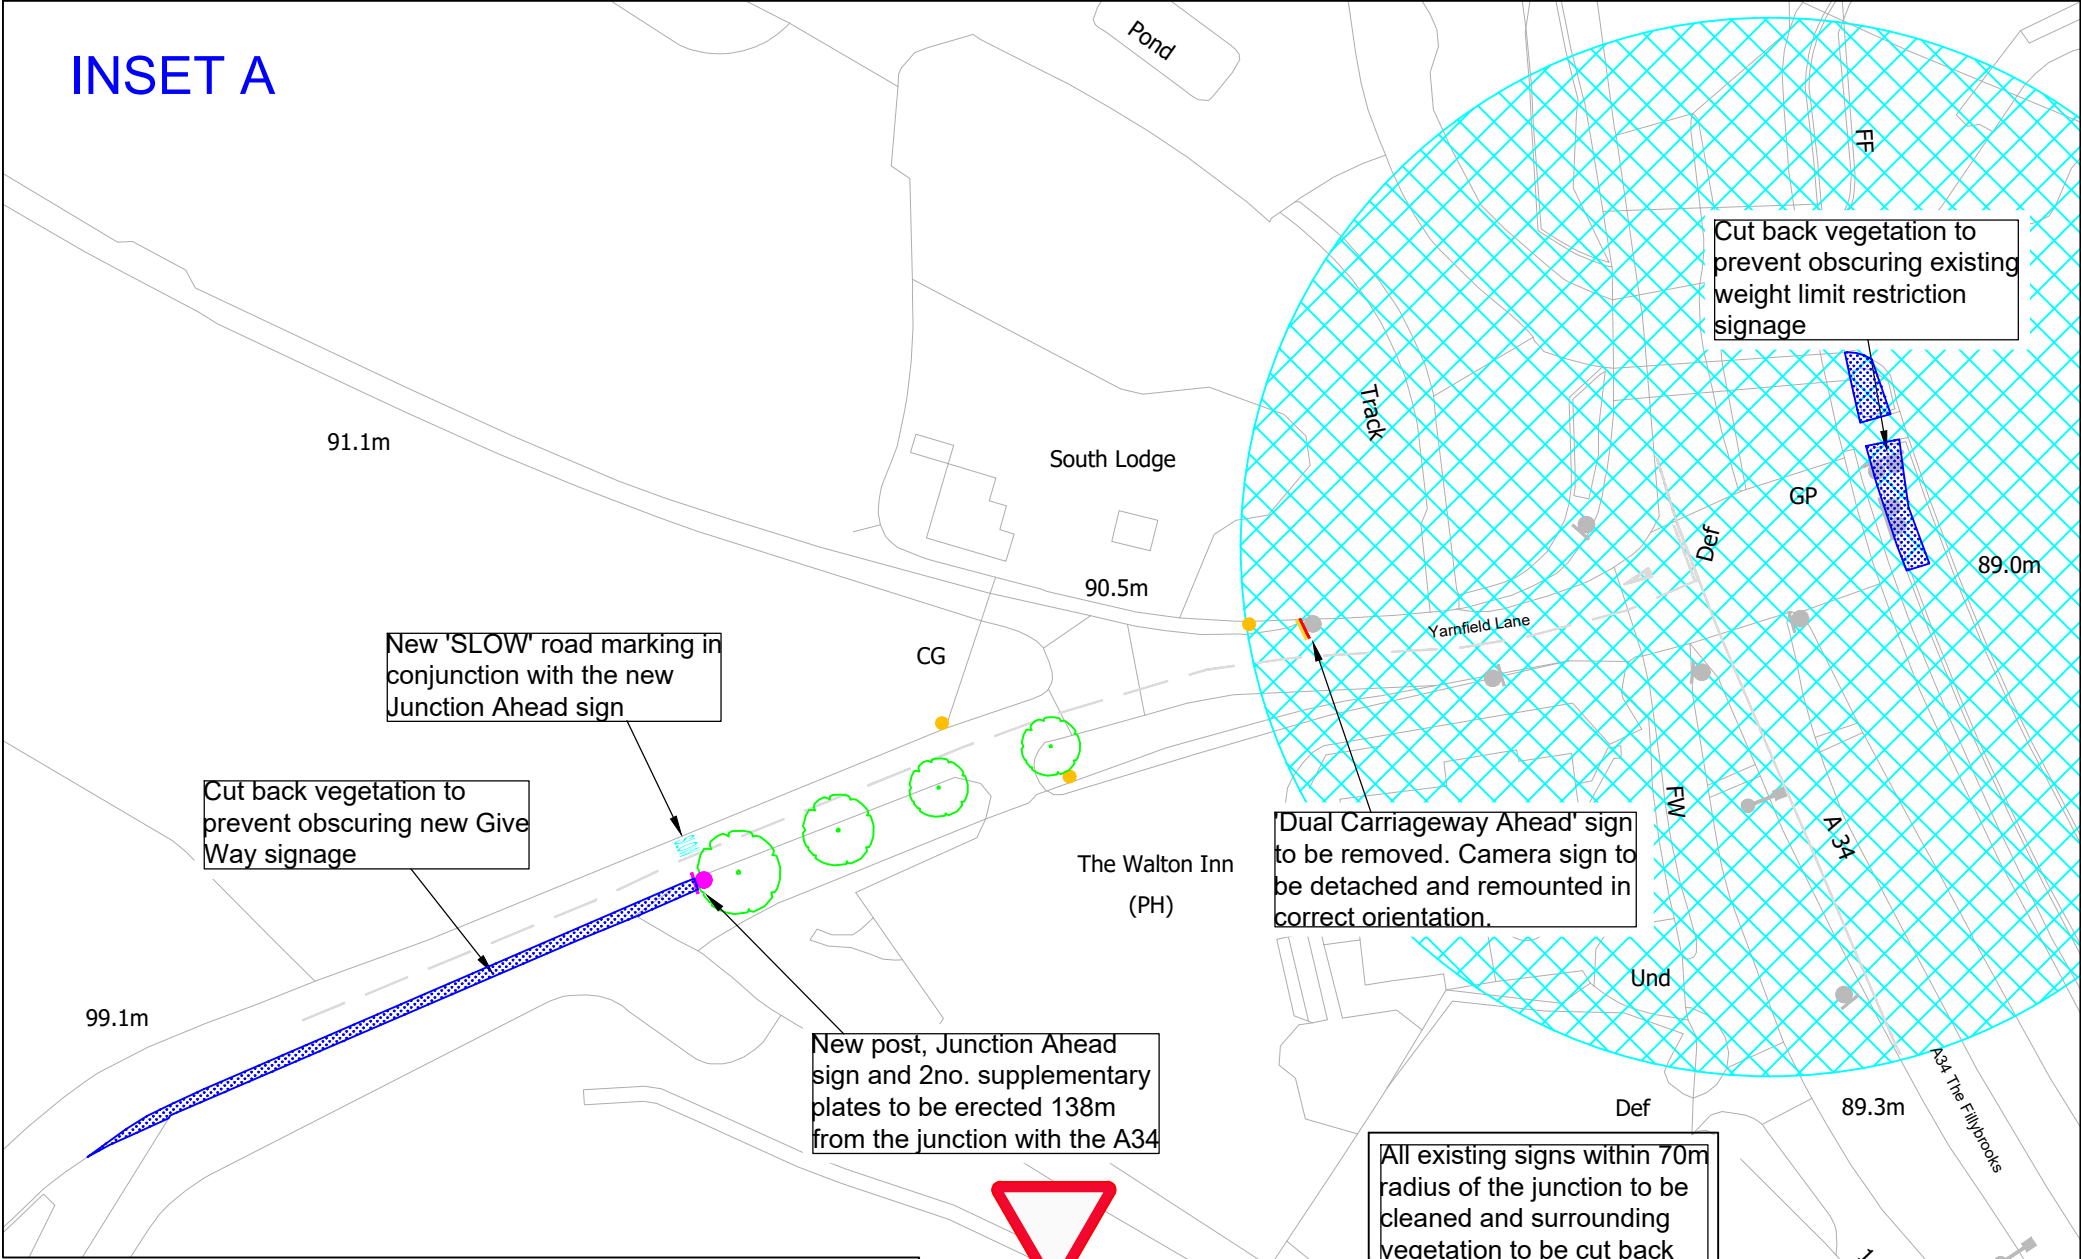 INSET A
Pond
FF
Cut back vegetation to
prevent obscuring existing
weight limit restriction
signage
Track
91.1m
South Lodge
GP
Def
89.0m
90.5m
Yarnfield Lane
New 'SLOW' road marking in
conjunction with the new
Junction Ahead sign
CG
Cut back vegetation to
prevent obscuring new Give
Way signage
FW
A 34
The Walton Inn
(PH)
'Dual Carriageway Ahead' sign
to be removed. Camera sign to
be detached and remounted in
correct orientation.
Und
99.1m
New post, Junction Ahead
sign and 2no. supplementary
plates to be erected 138m
from the junction with the A34
Def
89.3m
A34 The Fillybrooks
All existing signs within 70m
radius of the junction to be
cleaned and surrounding
vegetation to be cut back